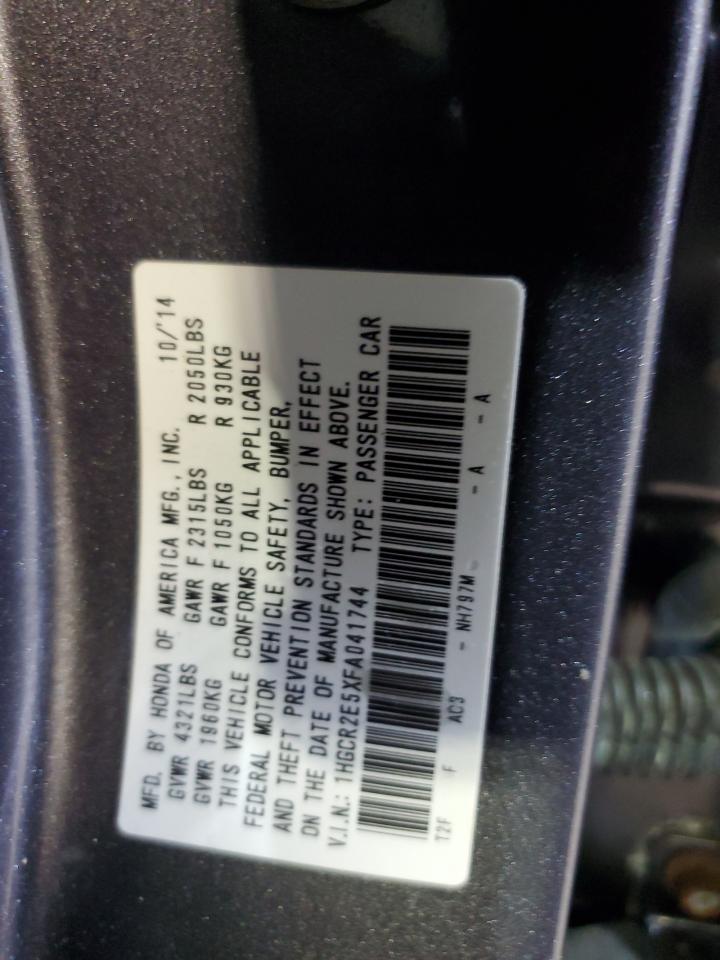 MFD. BY HONDA OF AMERICA MFG., INC. 10/'14
GVWR 4321LBS GAWR F 2315LBS R 2050LBS
GVWR 1960KG GAWR F 1050KG R 930KG
THIS VEHICLE CONFORMS TO ALL APPLICABLE
FEDERAL MOTOR VEHICLE SAFETY, BUMPER,
AND THEFT PREVENTION STANDARDS IN EFFECT
ON THE DATE OF MANUFACTURE SHOWN ABOVE.
V.I.N.: 1HGCR2E5XFA041744 TYPE: PASSENGER CAR
T2F F AC3 - NH797M - A - A